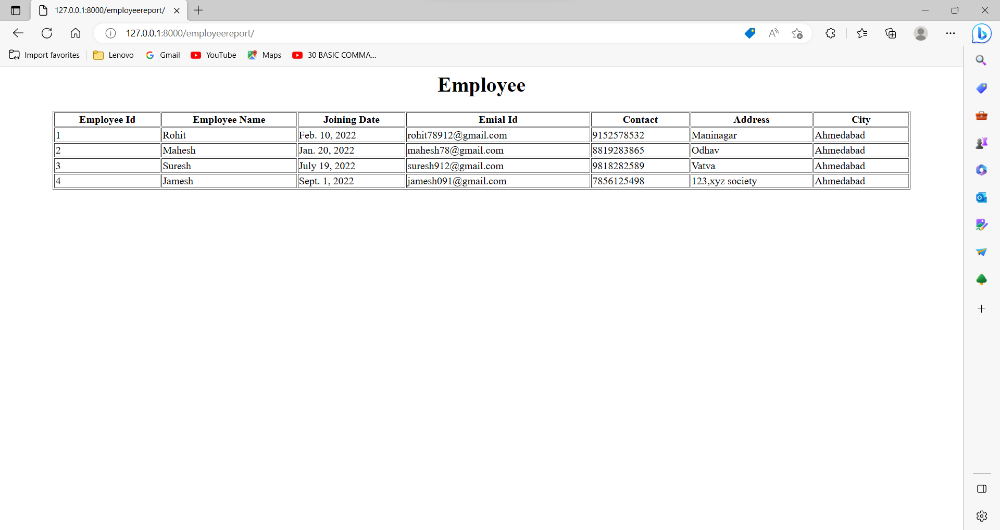 127.0.0.1:8000/employeereport/
127.0.0.1:8000/employeereport/
Import favorites Lenovo Gmail YouTube Maps 30 BASIC COMMA...
Employee
Employee Id Employee Name Joining Date Emial Id Contact Address City
1 Rohit Feb. 10, 2022 rohit78912@gmail.com 9152578532 Maninagar Ahmedabad
2 Mahesh Jan. 20, 2022 mahesh78@gmail.com 8819283865 Odhav Ahmedabad
3 Suresh July 19, 2022 suresh912@gmail.com 9818282589 Vatva Ahmedabad
4 Jamesh Sept. 1, 2022 jamesh091@gmail.com 7856125498 123,xyz society Ahmedabad